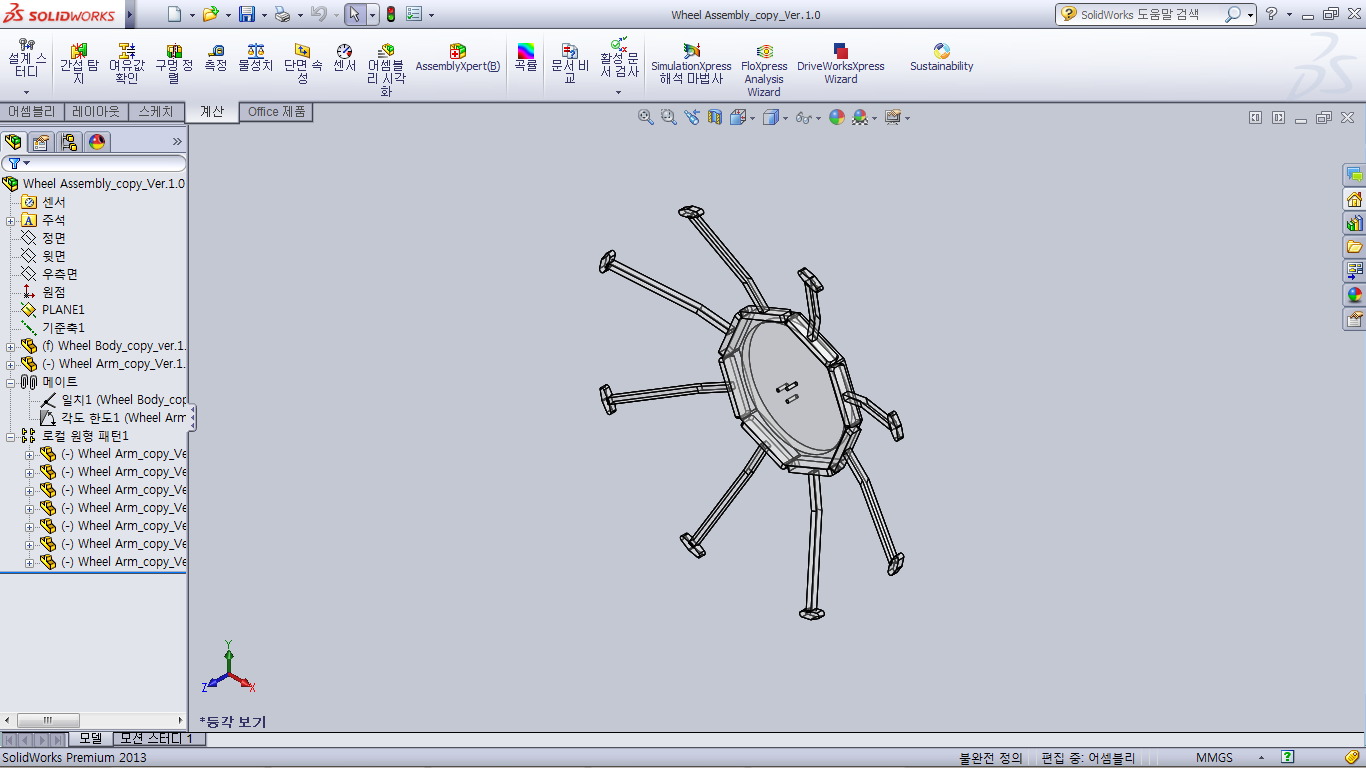 SOLIDWORKS
Wheel Assembly_copy_Ver.1.0
SolidWorks 도움말 검색
설계 스터디
간섭 탐지
여유값 확인
구멍 정렬
측정
물성치
단면 속성
센서
어셈블리 시각화
AssemblyXpert(B)
곡률
문서 비교
활성 문서 검사
SimulationXpress 해석 마법사
FloXpress Analysis Wizard
DriveWorksXpress Wizard
Sustainability
어셈블리
레이아웃
스케치
계산
Office 제품
Wheel Assembly_copy_Ver.1.0
센서
주석
정면
윗면
우측면
원점
PLANE1
기준축1
(f) Wheel Body_copy_ver.1.
(-) Wheel Arm_copy_Ver.1.
메이트
일치1 (Wheel Body_cop
각도 한도1 (Wheel Arm
로컬 원형 패턴1
(-) Wheel Arm_copy_Ve
(-) Wheel Arm_copy_Ve
(-) Wheel Arm_copy_Ve
(-) Wheel Arm_copy_Ve
(-) Wheel Arm_copy_Ve
(-) Wheel Arm_copy_Ve
(-) Wheel Arm_copy_Ve
Y
Z
X
*등각 보기
모델
모션 스터디 1
SolidWorks Premium 2013
불완전 정의
편집 중: 어셈블리
MMGS